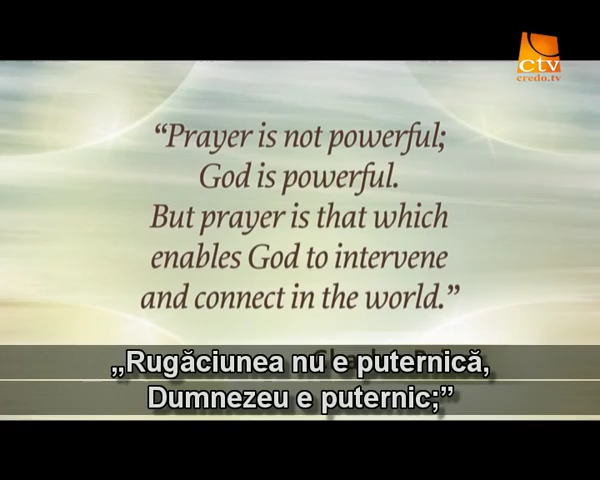 ctv
credo.tv
“Prayer is not powerful;
God is powerful.
But prayer is that which
enables God to intervene
and connect in the world.”
„Rugăciunea nu e puternică,
Dumnezeu e puternic;”